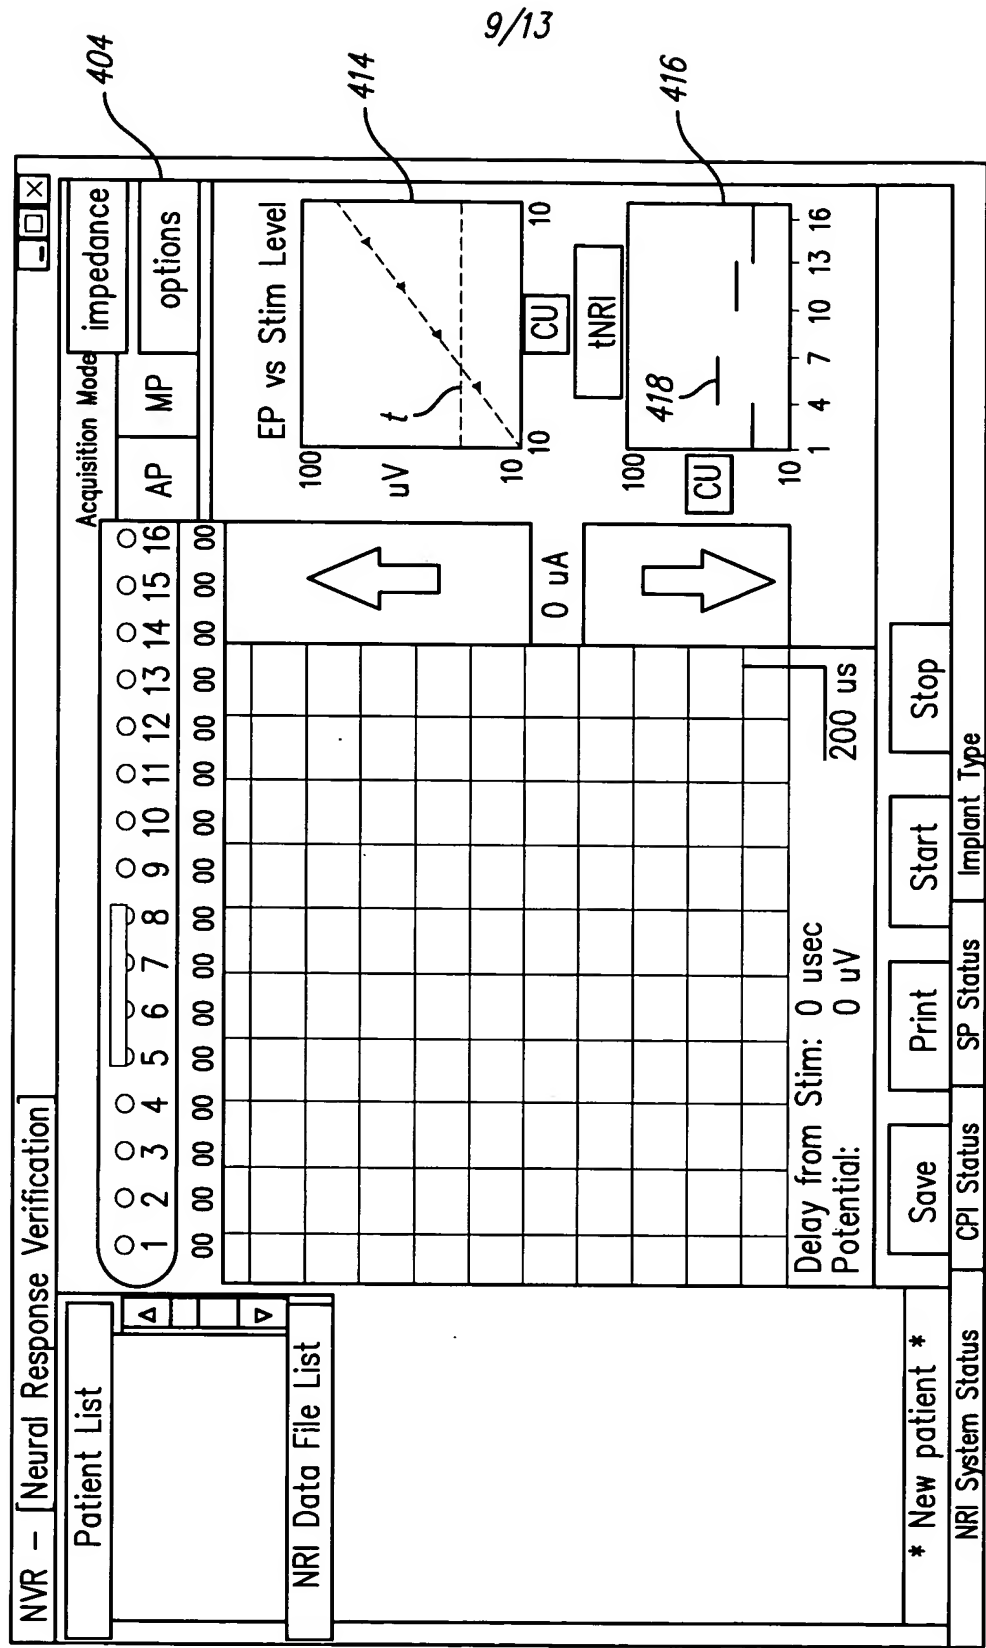 9/13
NVR – [Neural Response Verification]
Patient List
NRI Data File List
* New patient *
1 2 3 4 5 6 7 8 9 10 11 12 13 14 15 16
00 00 00 00 00 00 00 00 00 00 00 00 00 00 00 00
Acquisition Mode
AP MP
impedance
options
404
0 uA
EP vs Stim Level
100
uV
10
10 CU 10
t
414
tNRI
100
CU
10
1 4 7 10 13 16
418
416
200 us
Delay from Stim: 0 usec
Potential: 0 uV
Save Print Start Stop
NRI System Status CPI Status SP Status Implant Type